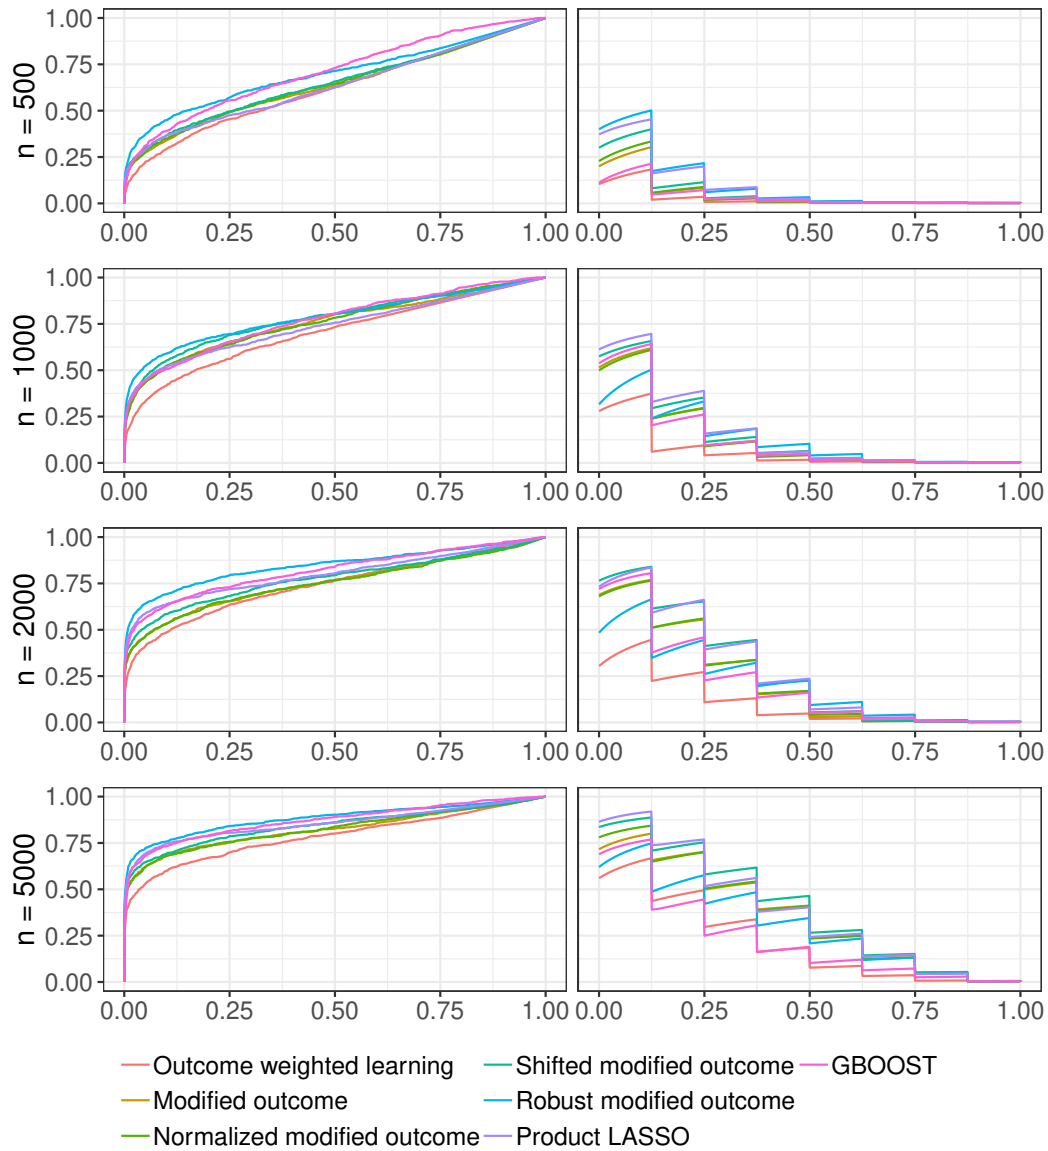 1.00
0.75
0.50
0.25
0.00
n = 500
0.00 0.25 0.50 0.75 1.00 0.00 0.25 0.50 0.75 1.00
1.00
0.75
0.50
0.25
0.00
n = 1000
0.00 0.25 0.50 0.75 1.00 0.00 0.25 0.50 0.75 1.00
1.00
0.75
0.50
0.25
0.00
n = 2000
0.00 0.25 0.50 0.75 1.00 0.00 0.25 0.50 0.75 1.00
1.00
0.75
0.50
0.25
0.00
n = 5000
0.00 0.25 0.50 0.75 1.00 0.00 0.25 0.50 0.75 1.00
Outcome weighted learning Shifted modified outcome GBOOST
Modified outcome Robust modified outcome
Normalized modified outcome Product LASSO